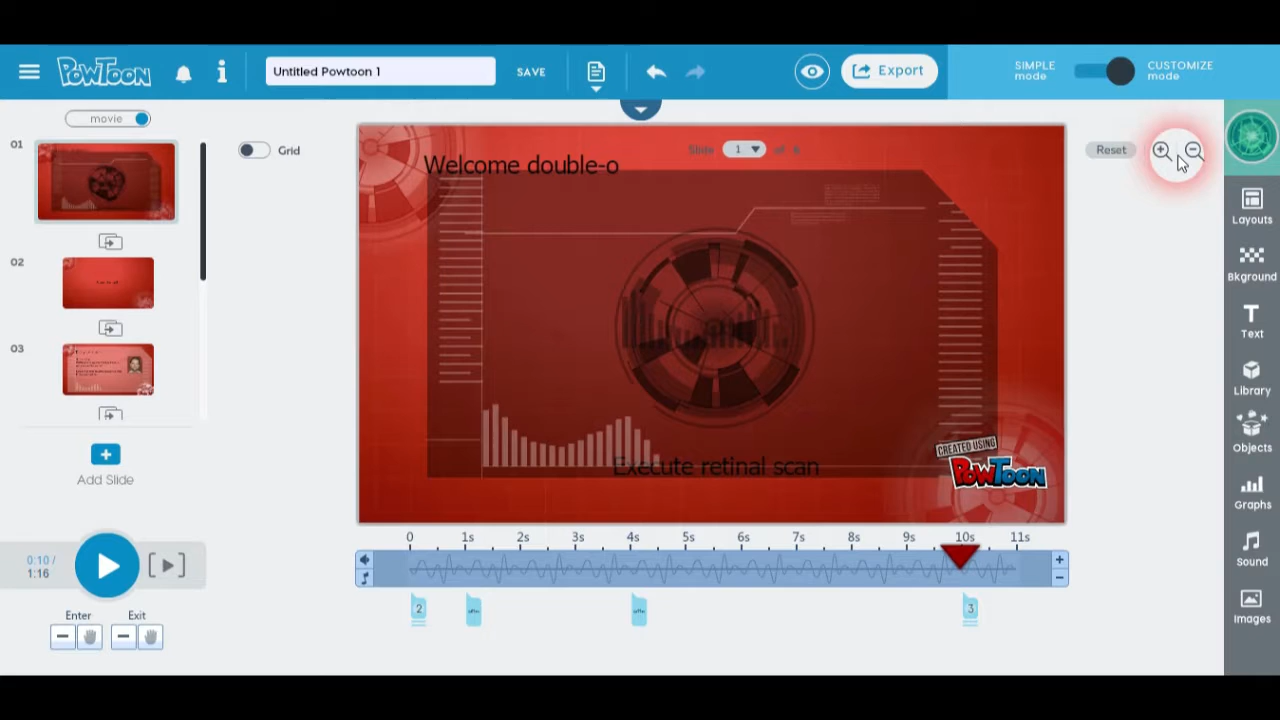 POWTOON
Untitled Powtoon 1
SAVE
Export
SIMPLE
mode
CUSTOMIZE
mode
movie
01
02
03
Add Slide
0:10 /
1:16
Enter
Exit
Grid
Slide 1 of
Reset
Welcome double-o
Execute retinal scan
CREATED USING
POWTOON
0 1s 2s 3s 4s 5s 6s 7s 8s 9s 10s 11s
2
3
Layouts
Bkground
Text
Library
Objects
Graphs
Sound
Images